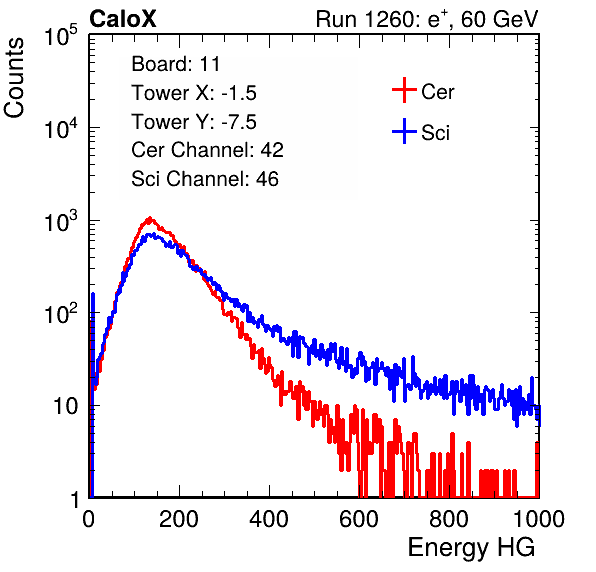 CaloX Run 1260: e⁺, 60 GeV
Counts
Board: 11
Tower X: -1.5
Tower Y: -7.5
Cer Channel: 42
Sci Channel: 46
Cer
Sci
10⁵
10⁴
10³
10²
10
1
0 200 400 600 800 1000
Energy HG